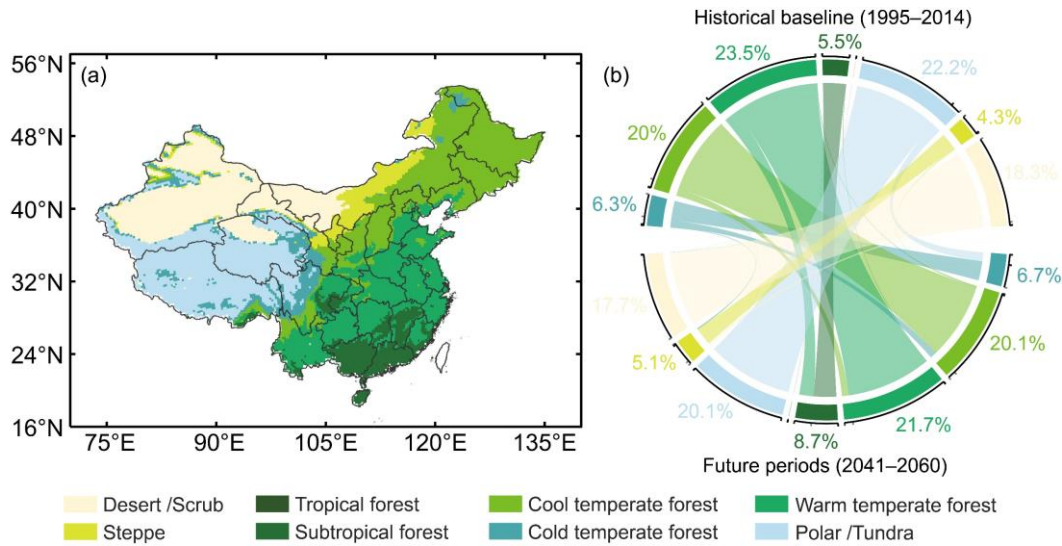 Historical baseline (1995–2014)
(a)
(b)
56°N
48°N
40°N
32°N
24°N
16°N
75°E
90°E
105°E
120°E
135°E
23.5%
5.5%
22.2%
20%
4.3%
18.3%
6.3%
6.7%
17.7%
20.1%
5.1%
20.1%
8.7%
21.7%
Future periods (2041–2060)
Desert /Scrub
Tropical forest
Cool temperate forest
Warm temperate forest
Steppe
Subtropical forest
Cold temperate forest
Polar /Tundra